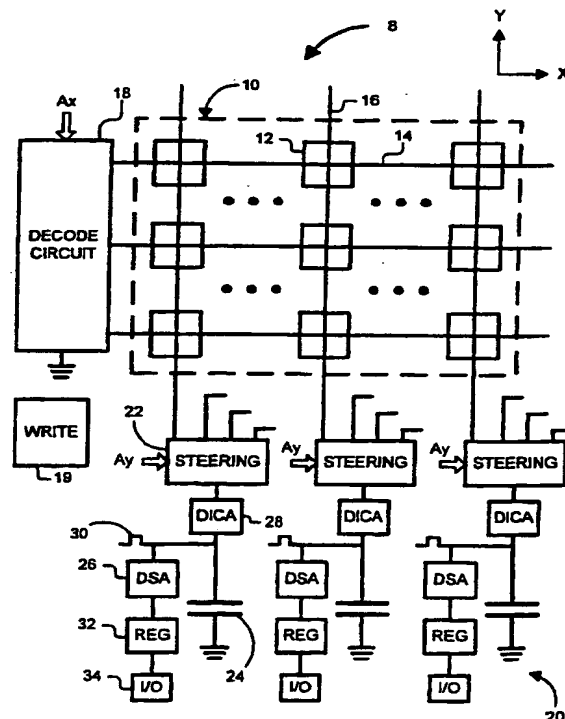 8
Y
X
Ax
18
10
16
12
14
DECODE
CIRCUIT
WRITE
19
22
Ay
STEERING
Ay
STEERING
Ay
STEERING
DICA
28
DICA
DICA
30
26
DSA
DSA
DSA
32
REG
REG
REG
34
I/O
24
I/O
I/O
20